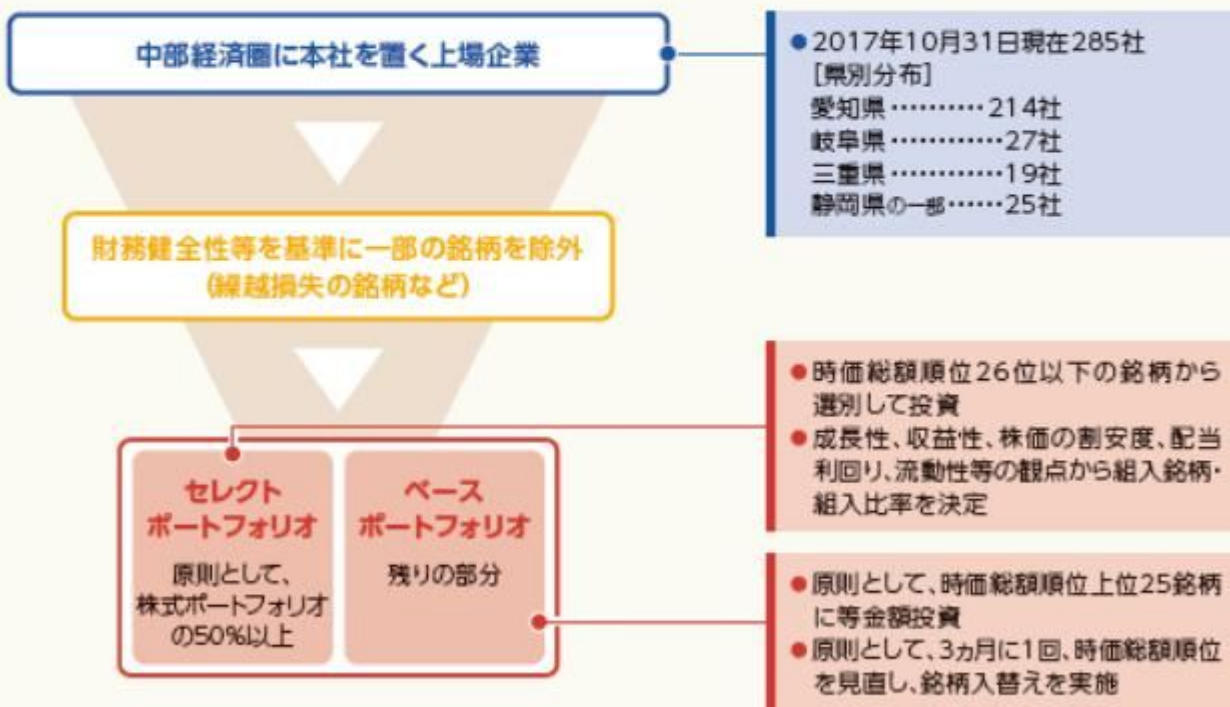 中部経済圏に本社を置く上場企業
●2017年10月31日現在285社
[県別分布]
愛知県‥‥‥‥‥214社
岐阜県‥‥‥‥‥‥27社
三重県‥‥‥‥‥‥19社
静岡県の一部‥‥‥25社
財務健全性等を基準に一部の銘柄を除外
(繰越損失の銘柄など)
●時価総額順位26位以下の銘柄から
選別して投資
●成長性、収益性、株価の割安度、配当
利回り、流動性等の観点から組入銘柄・
組入比率を決定
セレクト
ポートフォリオ
原則として、
株式ポートフォリオ
の50%以上
ベース
ポートフォリオ
残りの部分
●原則として、時価総額順位上位25銘柄
に等金額投資
●原則として、3ヵ月に1回、時価総額順位
を見直し、銘柄入替えを実施